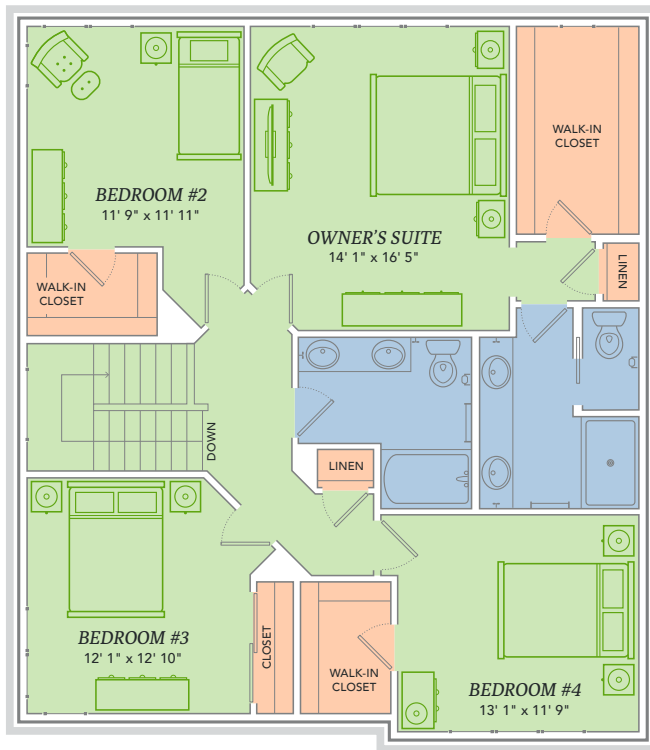 BEDROOM #2
11' 9" x 11' 11"
WALK-IN
CLOSET
OWNER'S SUITE
14' 1" x 16' 5"
WALK-IN
CLOSET
LINEN
DOWN
LINEN
BEDROOM #3
12' 1" x 12' 10"
CLOSET
WALK-IN
CLOSET
BEDROOM #4
13' 1" x 11' 9"